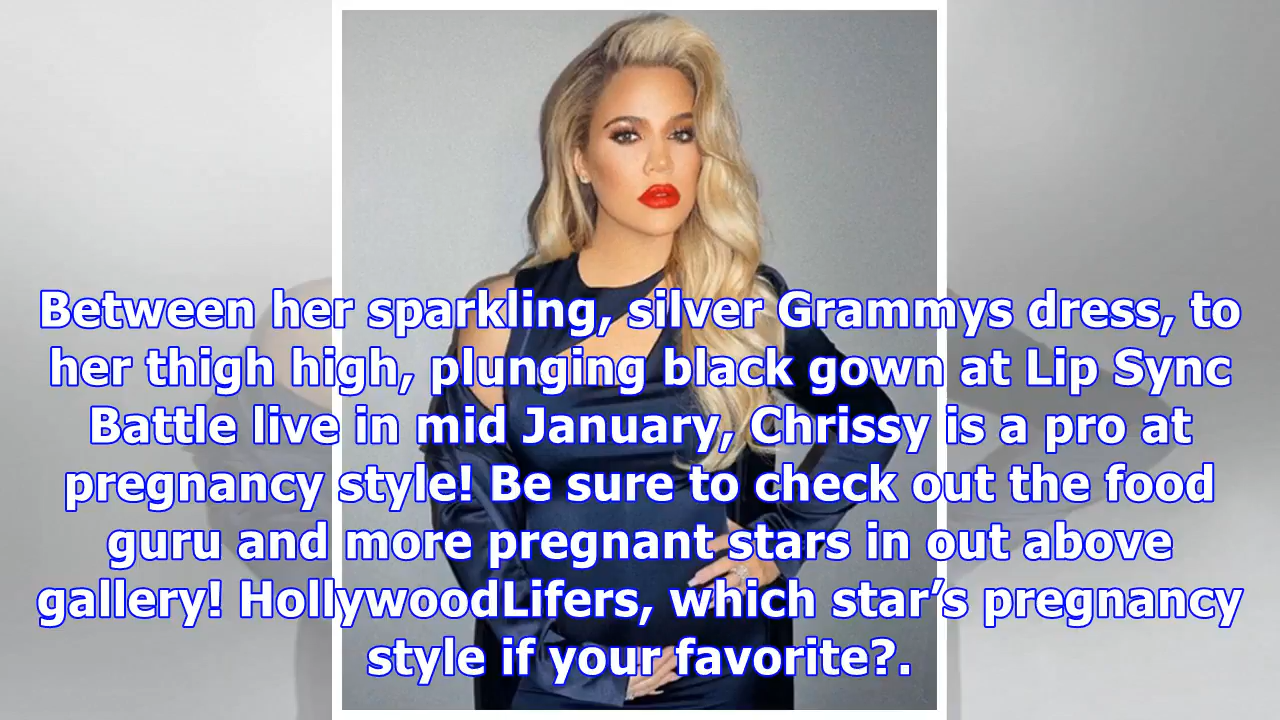 Between her sparkling, silver Grammys dress, to
her thigh high, plunging black gown at Lip Sync
Battle live in mid January, Chrissy is a pro at
pregnancy style! Be sure to check out the food
guru and more pregnant stars in out above
gallery! HollywoodLifers, which star’s pregnancy
style if your favorite?.